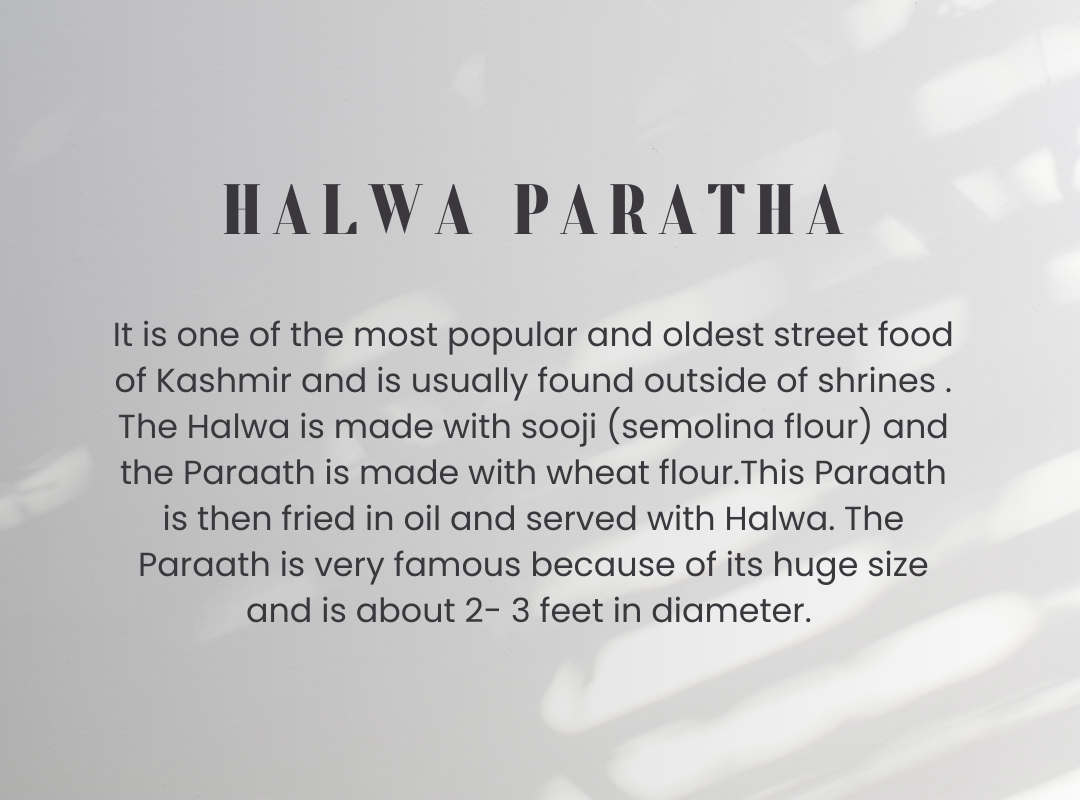 HALWA PARATHA
It is one of the most popular and oldest street food
of Kashmir and is usually found outside of shrines .
The Halwa is made with sooji (semolina flour) and
the Paraath is made with wheat flour.This Paraath
is then fried in oil and served with Halwa. The
Paraath is very famous because of its huge size
and is about 2- 3 feet in diameter.